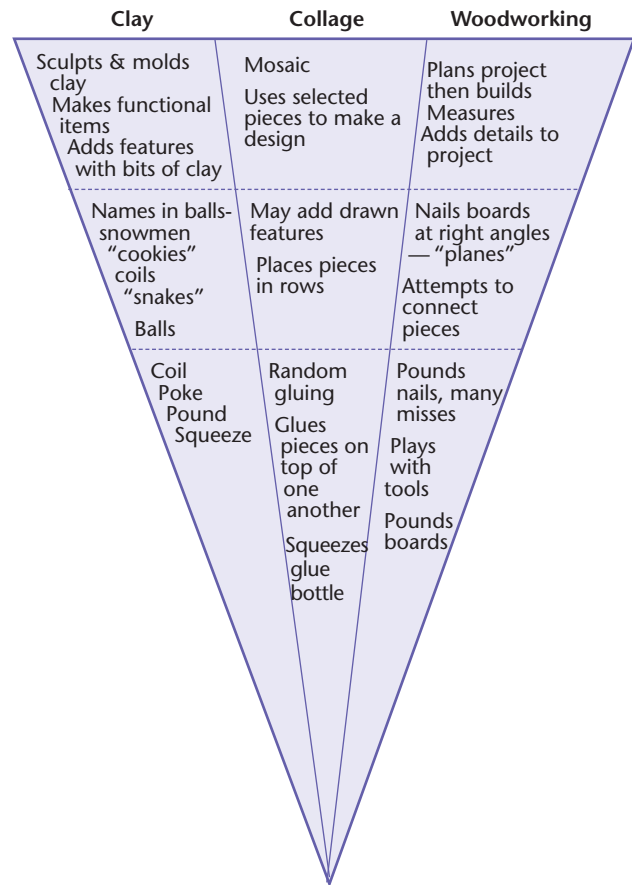 Clay
Collage
Woodworking
Sculpts & molds
clay
Makes functional
items
Adds features
with bits of clay
Mosaic
Uses selected
pieces to make a
design
Plans project
then builds
Measures
Adds details to
project
Names in balls-
snowmen
“cookies”
coils
“snakes”
Balls
May add drawn
features
Places pieces
in rows
Nails boards
at right angles
— “planes”
Attempts to
connect
pieces
Coil
Poke
Pound
Squeeze
Random
gluing
Glues
pieces on
top of
one
another
Squeezes
glue
bottle
Pounds
nails, many
misses
Plays
with
tools
Pounds
boards